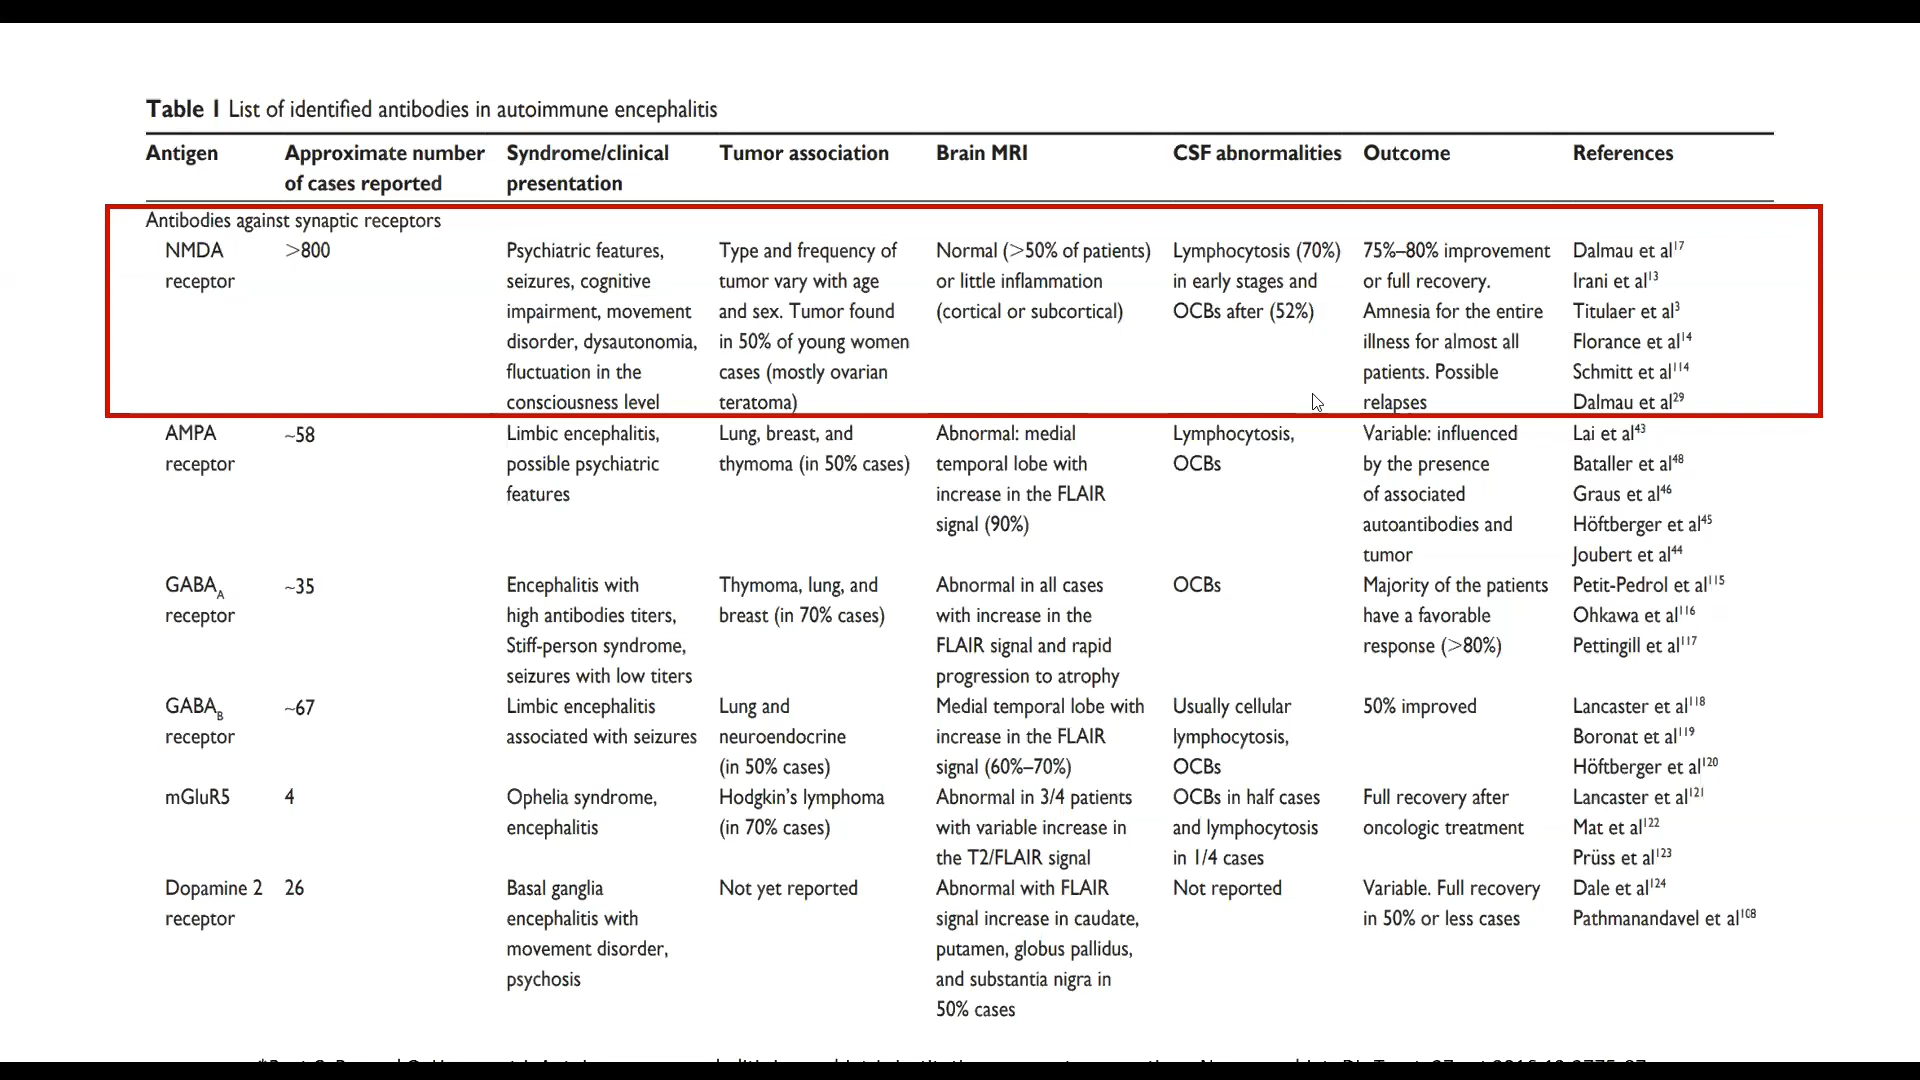 Table 1 List of identified antibodies in autoimmune encephalitis
Antigen Approximate number Syndrome/clinical Tumor association Brain MRI CSF abnormalities Outcome References
of cases reported presentation
Antibodies against synaptic receptors
NMDA >800 Psychiatric features, Type and frequency of Normal (>50% of patients) Lymphocytosis (70%) 75%–80% improvement Dalmau et al17
receptor seizures, cognitive tumor vary with age or little inflammation in early stages and or full recovery. Irani et al13
impairment, movement and sex. Tumor found (cortical or subcortical) OCBs after (52%) Amnesia for the entire Titulaer et al3
disorder, dysautonomia, in 50% of young women illness for almost all Florance et al14
fluctuation in the cases (mostly ovarian patients. Possible Schmitt et al114
consciousness level teratoma) relapses Dalmau et al29
AMPA ~58 Limbic encephalitis, Lung, breast, and Abnormal: medial Lymphocytosis, Variable: influenced Lai et al43
receptor possible psychiatric thymoma (in 50% cases) temporal lobe with OCBs by the presence Bataller et al48
features increase in the FLAIR of associated Graus et al46
signal (90%) autoantibodies and Höftberger et al45
tumor Joubert et al44
GABAA ~35 Encephalitis with Thymoma, lung, and Abnormal in all cases OCBs Majority of the patients Petit-Pedrol et al115
receptor high antibodies titers, breast (in 70% cases) with increase in the have a favorable Ohkawa et al116
Stiff-person syndrome, FLAIR signal and rapid response (>80%) Pettingill et al117
seizures with low titers progression to atrophy
GABAB ~67 Limbic encephalitis Lung and Medial temporal lobe with Usually cellular 50% improved Lancaster et al118
receptor associated with seizures neuroendocrine increase in the FLAIR lymphocytosis, Boronat et al119
(in 50% cases) signal (60%–70%) OCBs Höftberger et al120
mGluR5 4 Ophelia syndrome, Hodgkin's lymphoma Abnormal in 3/4 patients OCBs in half cases Full recovery after Lancaster et al121
encephalitis (in 70% cases) with variable increase in and lymphocytosis oncologic treatment Mat et al122
the T2/FLAIR signal in 1/4 cases Prüss et al123
Dopamine 2 26 Basal ganglia Not yet reported Abnormal with FLAIR Not reported Variable. Full recovery Dale et al124
receptor encephalitis with signal increase in caudate, in 50% or less cases Pathmanandavel et al108
movement disorder, putamen, globus pallidus,
psychosis and substantia nigra in
50% cases